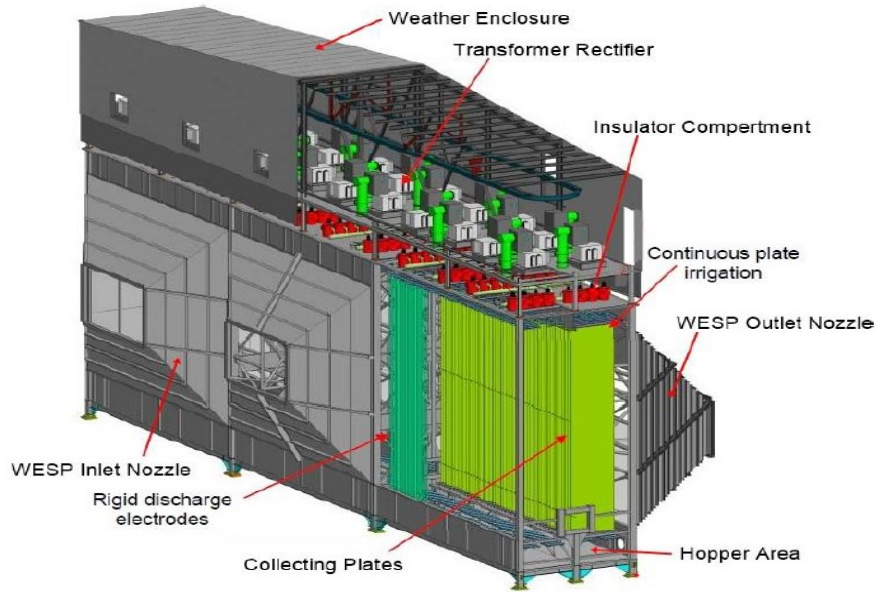 Weather Enclosure
Transformer Rectifier
Insulator Compartment
Continuous plate
irrigation
WESP Outlet Nozzle
WESP Inlet Nozzle
Rigid discharge
electrodes
Collecting Plates
Hopper Area